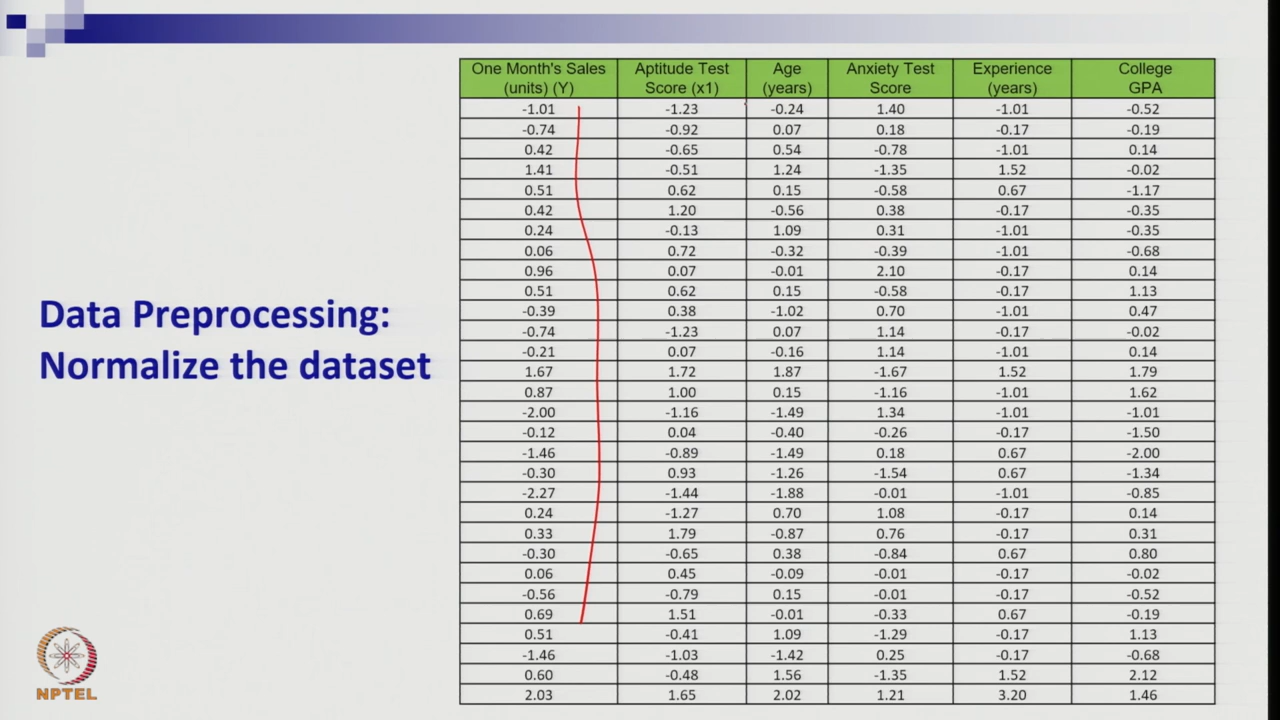 Data Preprocessing:
Normalize the dataset
One Month's Sales (units) (Y) Aptitude Test Score (x1) Age (years) Anxiety Test Score Experience (years) College GPA
-1.01 -1.23 -0.24 1.40 -1.01 -0.52
-0.74 -0.92 0.07 0.18 -0.17 -0.19
0.42 -0.65 0.54 -0.78 -1.01 0.14
1.41 -0.51 1.24 -1.35 1.52 -0.02
0.51 0.62 0.15 -0.58 0.67 -1.17
0.42 1.20 -0.56 0.38 -0.17 -0.35
0.24 -0.13 1.09 0.31 -1.01 -0.35
0.06 0.72 -0.32 -0.39 -1.01 -0.68
0.96 0.07 -0.01 2.10 -0.17 0.14
0.51 0.62 0.15 -0.58 -0.17 1.13
-0.39 0.38 -1.02 0.70 -1.01 0.47
-0.74 -1.23 0.07 1.14 -0.17 -0.02
-0.21 0.07 -0.16 1.14 -1.01 0.14
1.67 1.72 1.87 -1.67 1.52 1.79
0.87 1.00 0.15 -1.16 -1.01 1.62
-2.00 -1.16 -1.49 1.34 -1.01 -1.01
-0.12 0.04 -0.40 -0.26 -0.17 -1.50
-1.46 -0.89 -1.49 0.18 0.67 -2.00
-0.30 0.93 -1.26 -1.54 0.67 -1.34
-2.27 -1.44 -1.88 -0.01 -1.01 -0.85
0.24 -1.27 0.70 1.08 -0.17 0.14
0.33 1.79 -0.87 0.76 -0.17 0.31
-0.30 -0.65 0.38 -0.84 0.67 0.80
0.06 0.45 -0.09 -0.01 -0.17 -0.02
-0.56 -0.79 0.15 -0.01 -0.17 -0.52
0.69 1.51 -0.01 -0.33 0.67 -0.19
0.51 -0.41 1.09 -1.29 -0.17 1.13
-1.46 -1.03 -1.42 0.25 -0.17 -0.68
0.60 -0.48 1.56 -1.35 1.52 2.12
2.03 1.65 2.02 1.21 3.20 1.46
NPTEL